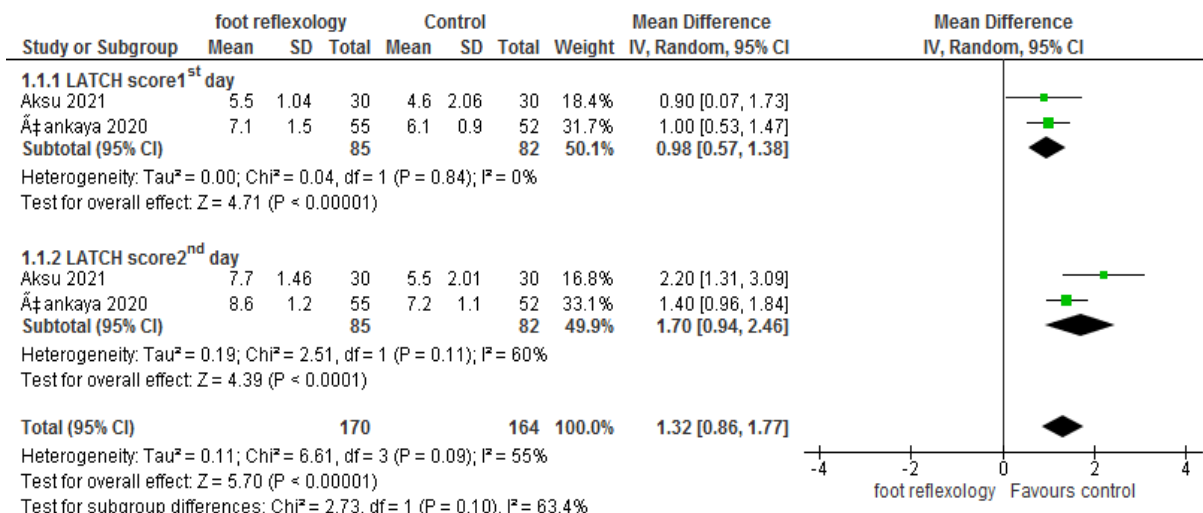 foot reflexology Control Mean Difference Mean Difference
Study or Subgroup Mean SD Total Mean SD Total Weight IV, Random, 95% CI IV, Random, 95% CI
1.1.1 LATCH score1st day
Aksu 2021 5.5 1.04 30 4.6 2.06 30 18.4% 0.90 [0.07, 1.73]
Ã‡ankaya 2020 7.1 1.5 55 6.1 0.9 52 31.7% 1.00 [0.53, 1.47]
Subtotal (95% CI) 85 82 50.1% 0.98 [0.57, 1.38]
Heterogeneity: Tau² = 0.00; Chi² = 0.04, df = 1 (P = 0.84); I² = 0%
Test for overall effect: Z = 4.71 (P < 0.00001)
1.1.2 LATCH score2nd day
Aksu 2021 7.7 1.46 30 5.5 2.01 30 16.8% 2.20 [1.31, 3.09]
Ã‡ankaya 2020 8.6 1.2 55 7.2 1.1 52 33.1% 1.40 [0.96, 1.84]
Subtotal (95% CI) 85 82 49.9% 1.70 [0.94, 2.46]
Heterogeneity: Tau² = 0.19; Chi² = 2.51, df = 1 (P = 0.11); I² = 60%
Test for overall effect: Z = 4.39 (P < 0.0001)
Total (95% CI) 170 164 100.0% 1.32 [0.86, 1.77]
Heterogeneity: Tau² = 0.11; Chi² = 6.61, df = 3 (P = 0.09); I² = 55%
Test for overall effect: Z = 5.70 (P < 0.00001)
Test for subgroup differences: Chi² = 2.73, df = 1 (P = 0.10), I² = 63.4%
-4 -2 0 2 4
foot reflexology Favours control